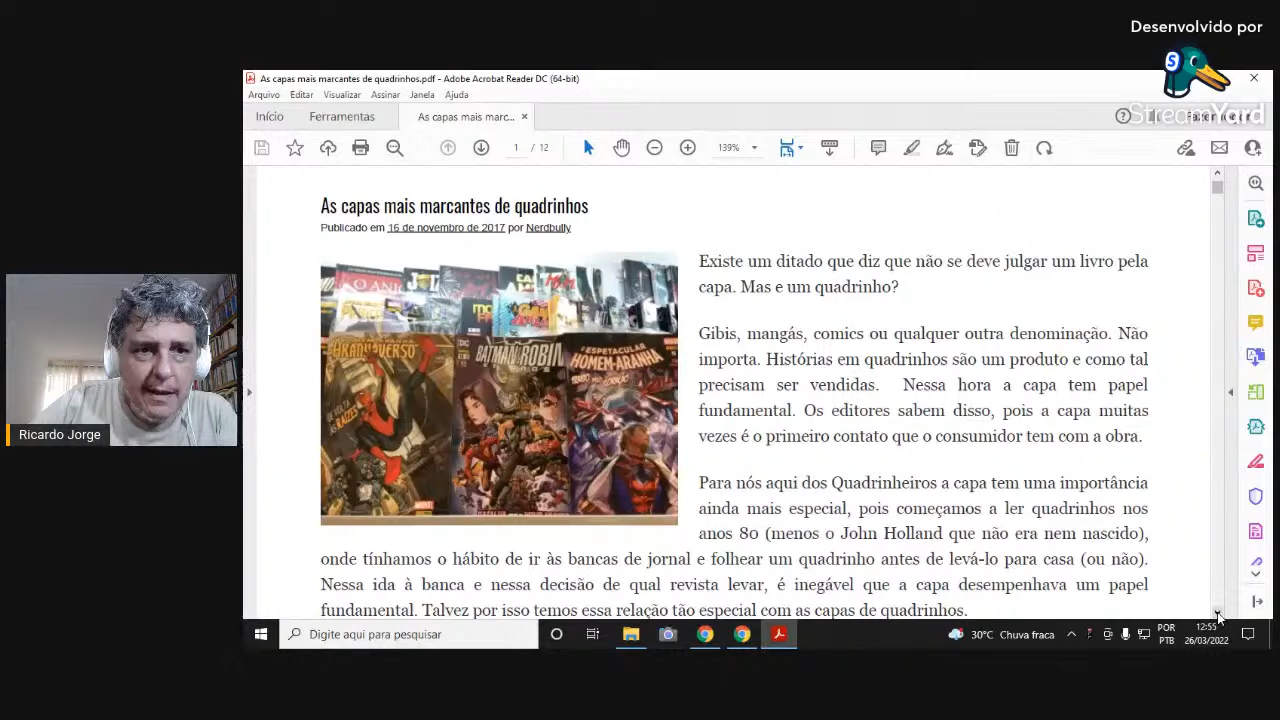 Desenvolvido por
StreamYard
As capas mais marcantes de quadrinhos.pdf - Adobe Acrobat Reader DC (64-bit)
Arquivo Editar Visualizar Assinar Janela Ajuda
Início Ferramentas As capas mais marc...
1 / 12 139%
As capas mais marcantes de quadrinhos
Publicado em 16 de novembro de 2017 por Nerdbully
ARANHAVERSO
BATMAN ROBIN
ESPETACULAR
HOMEM-ARANHA
Existe um ditado que diz que não se deve julgar um livro pela
capa. Mas e um quadrinho?
Gibis, mangás, comics ou qualquer outra denominação. Não
importa. Histórias em quadrinhos são um produto e como tal
precisam ser vendidas. Nessa hora a capa tem papel
fundamental. Os editores sabem disso, pois a capa muitas
vezes é o primeiro contato que o consumidor tem com a obra.
Para nós aqui dos Quadrinheiros a capa tem uma importância
ainda mais especial, pois começamos a ler quadrinhos nos
anos 80 (menos o John Holland que não era nem nascido),
onde tínhamos o hábito de ir às bancas de jornal e folhear um quadrinho antes de levá-lo para casa (ou não).
Nessa ida à banca e nessa decisão de qual revista levar, é inegável que a capa desempenhava um papel
fundamental. Talvez por isso temos essa relação tão especial com as capas de quadrinhos.
Ricardo Jorge
Digite aqui para pesquisar
30°C Chuva fraca
POR
PTB
12:55
26/03/2022